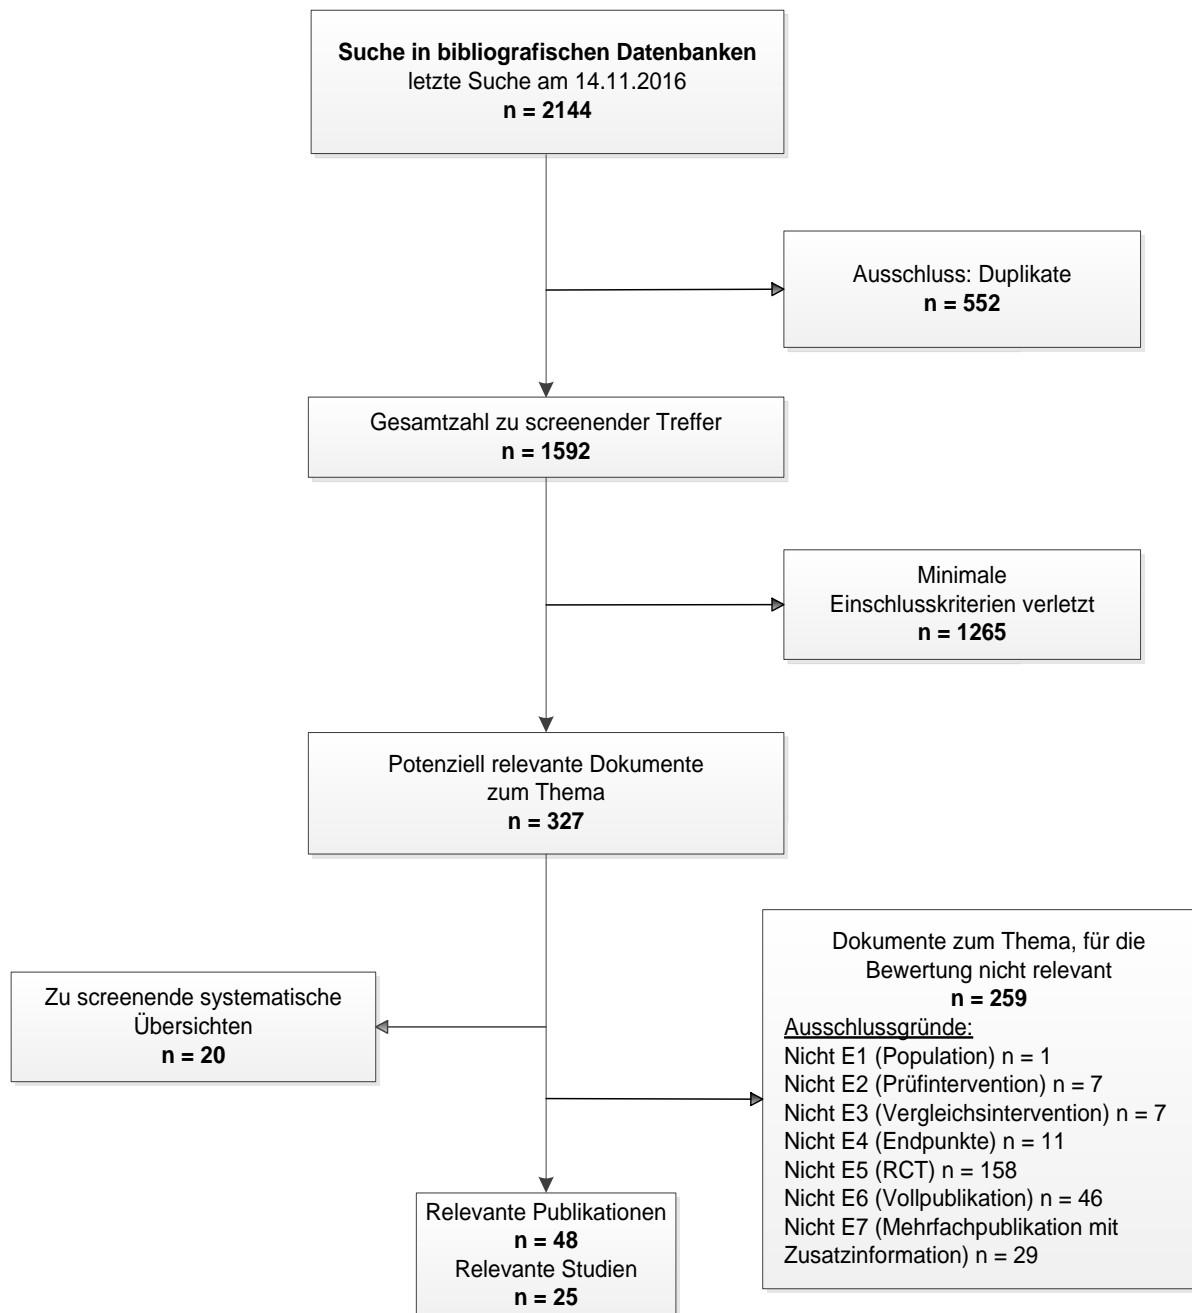 Suche in bibliografischen Datenbanken
letzte Suche am 14.11.2016
n = 2144
Ausschluss: Duplikate
n = 552
Gesamtzahl zu screenender Treffer
n = 1592
Minimale
Einschlusskriterien verletzt
n = 1265
Potenziell relevante Dokumente
zum Thema
n = 327
Zu screenende systematische
Übersichten
n = 20
Dokumente zum Thema, für die
Bewertung nicht relevant
n = 259
Ausschlussgründe:
Nicht E1 (Population) n = 1
Nicht E2 (Prüfintervention) n = 7
Nicht E3 (Vergleichsintervention) n = 7
Nicht E4 (Endpunkte) n = 11
Nicht E5 (RCT) n = 158
Nicht E6 (Vollpublikation) n = 46
Nicht E7 (Mehrfachpublikation mit
Zusatzinformation) n = 29
Relevante Publikationen
n = 48
Relevante Studien
n = 25